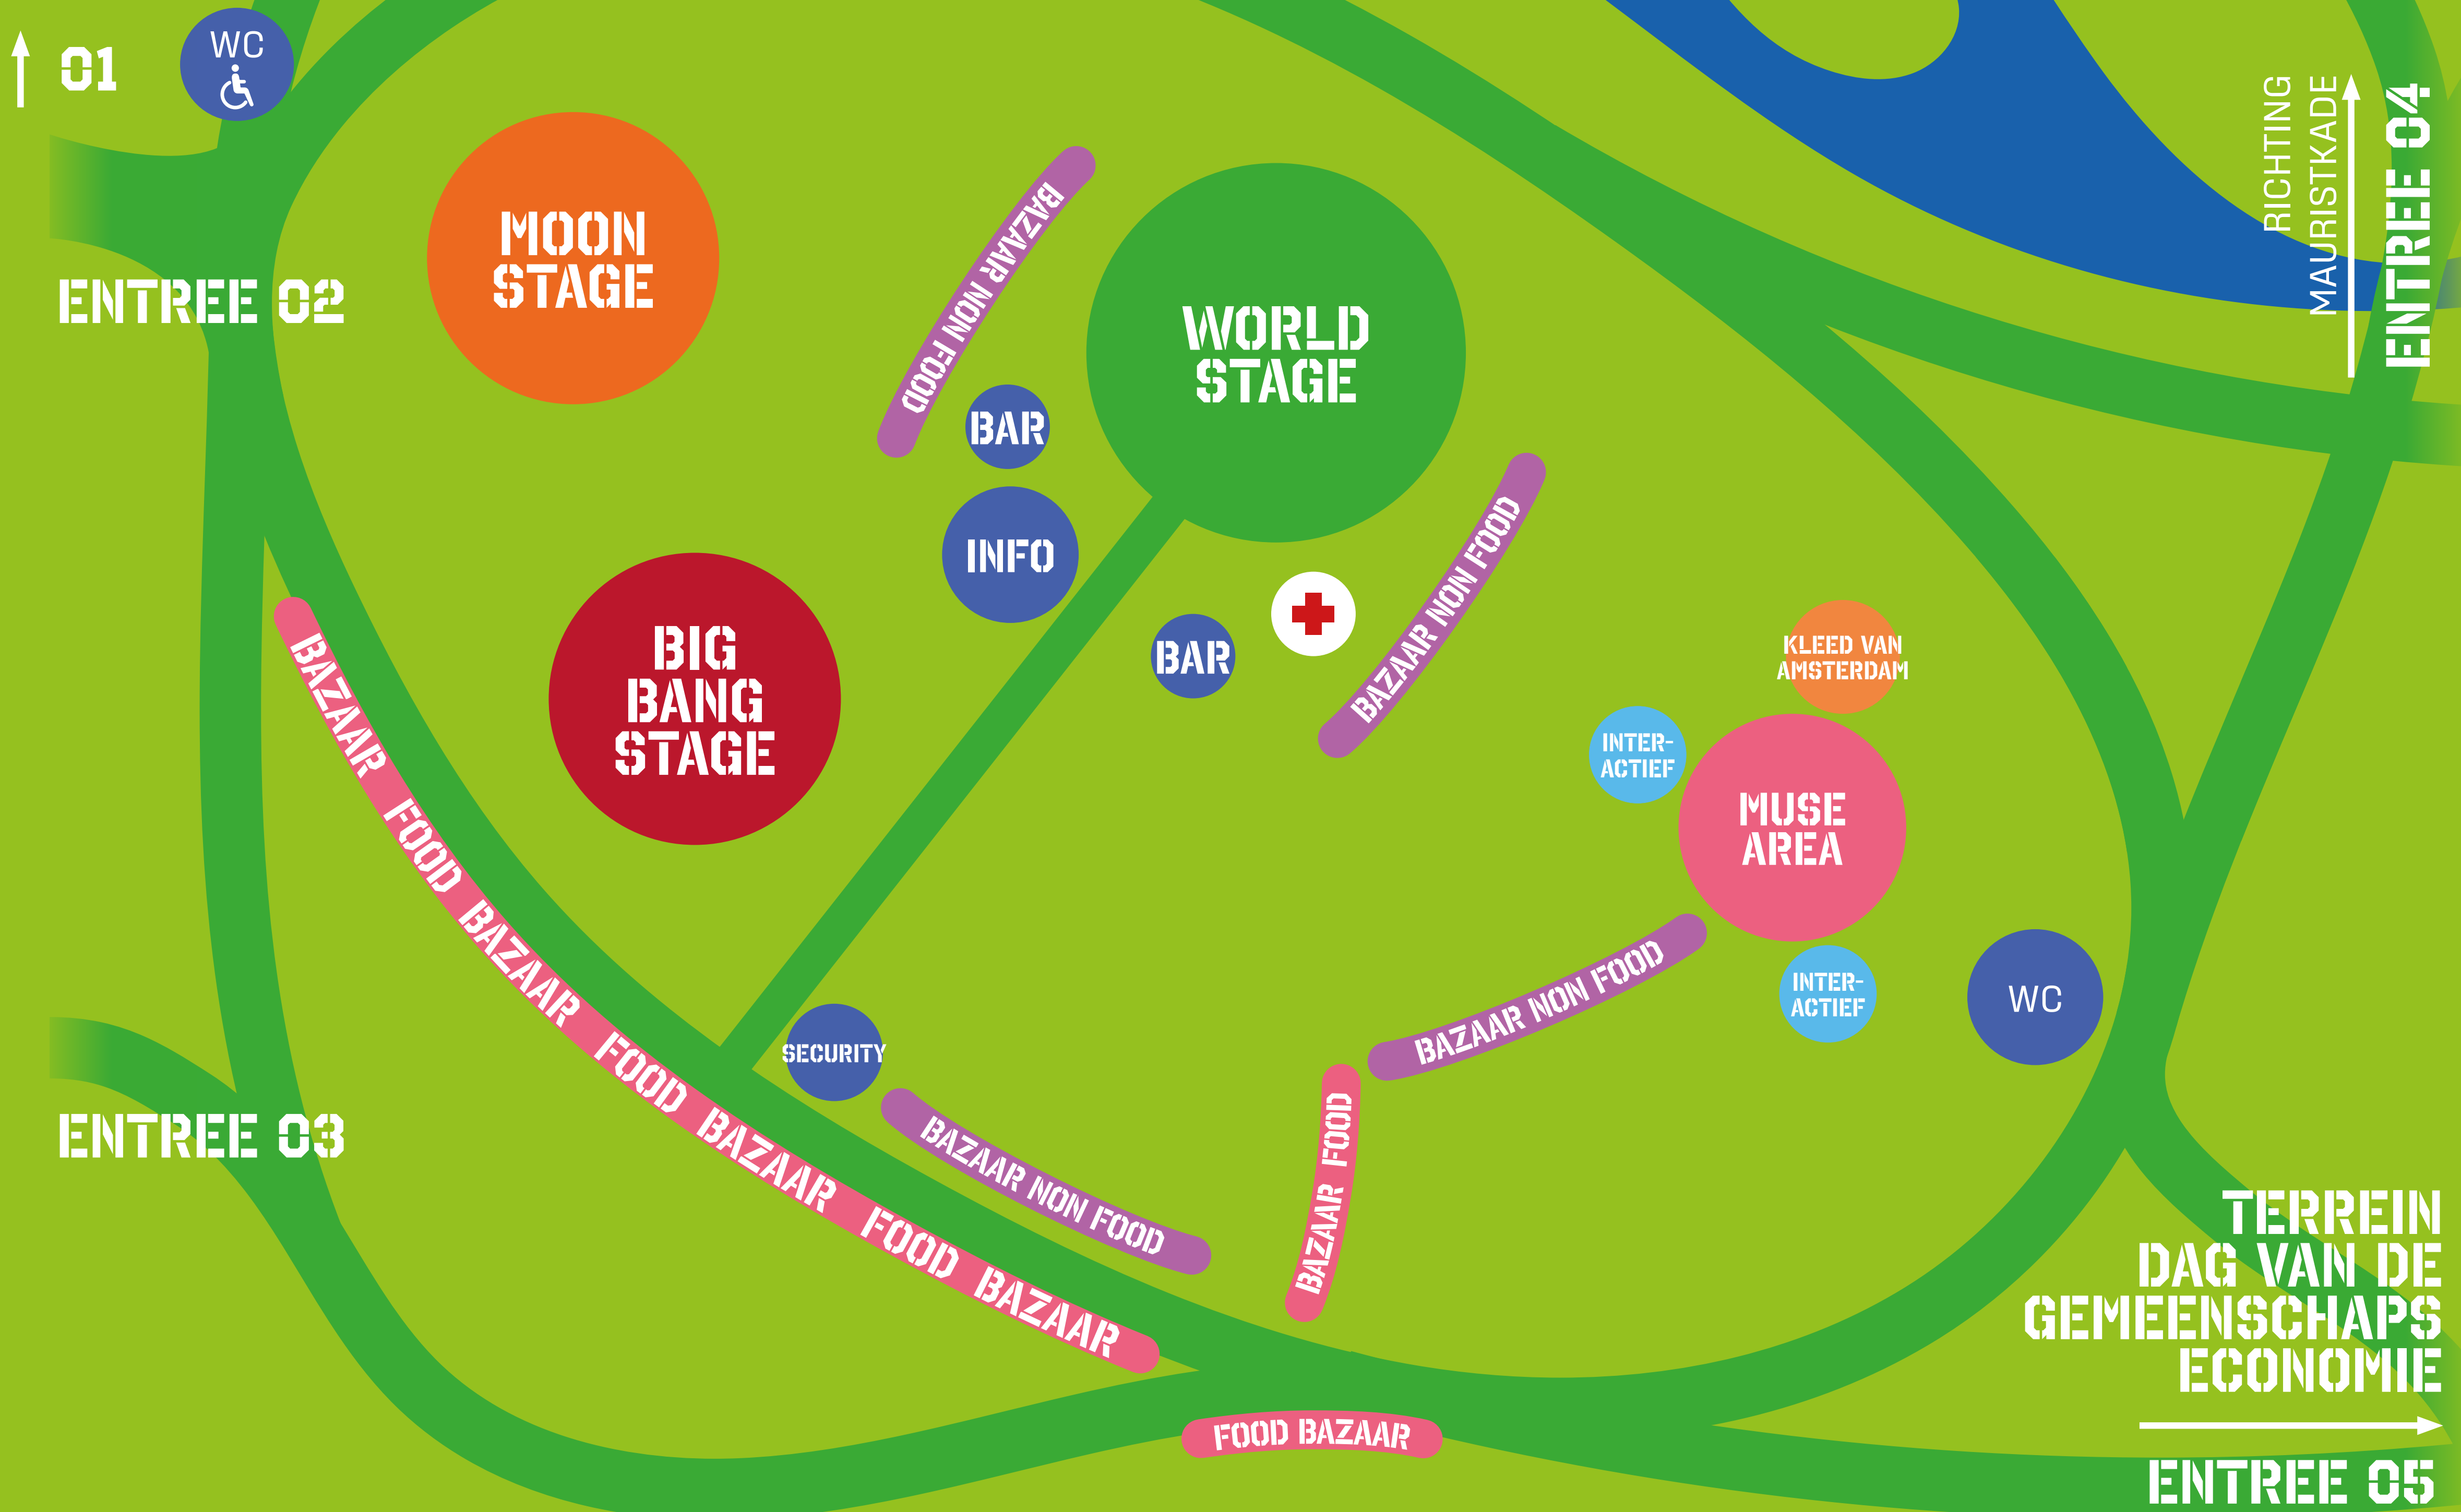 01
WC
ENTREE 02
MOON
STAGE
BAZAAR NON FOOD
WORLD
STAGE
RICHTING
MAURISTKADE
ENTREE 04
BAR
INFO
BIG
BANG
STAGE
BAR
BAZAAR NON FOOD
KLEED VAN
AMSTERDAM
INTER-
ACTIEF
MUSE
AREA
INTER-
ACTIEF
WC
BAZAAR FOOD BAZAAR FOOD BAZAAR FOOD BAZAAR
SECURITY
BAZAAR NON FOOD
BAZAAR NON FOOD
BAZAAR FOOD
ENTREE 03
FOOD BAZAAR
TERREIN
DAG VAN DE
GEMEENSCHAPS
ECONOMIE
ENTREE 05